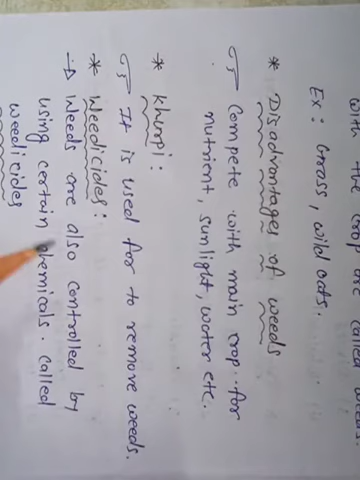 with the crop are called weeds.
Ex: Grass, wild oats.
* Disadvantages of weeds
→ Compete with main crop for
nutrient, sunlight, water etc.
* Khurpi:
→ It is used for to remove weeds.
* Weedicides:
→ Weeds are also controlled by
using certain chemicals. called
weedicides